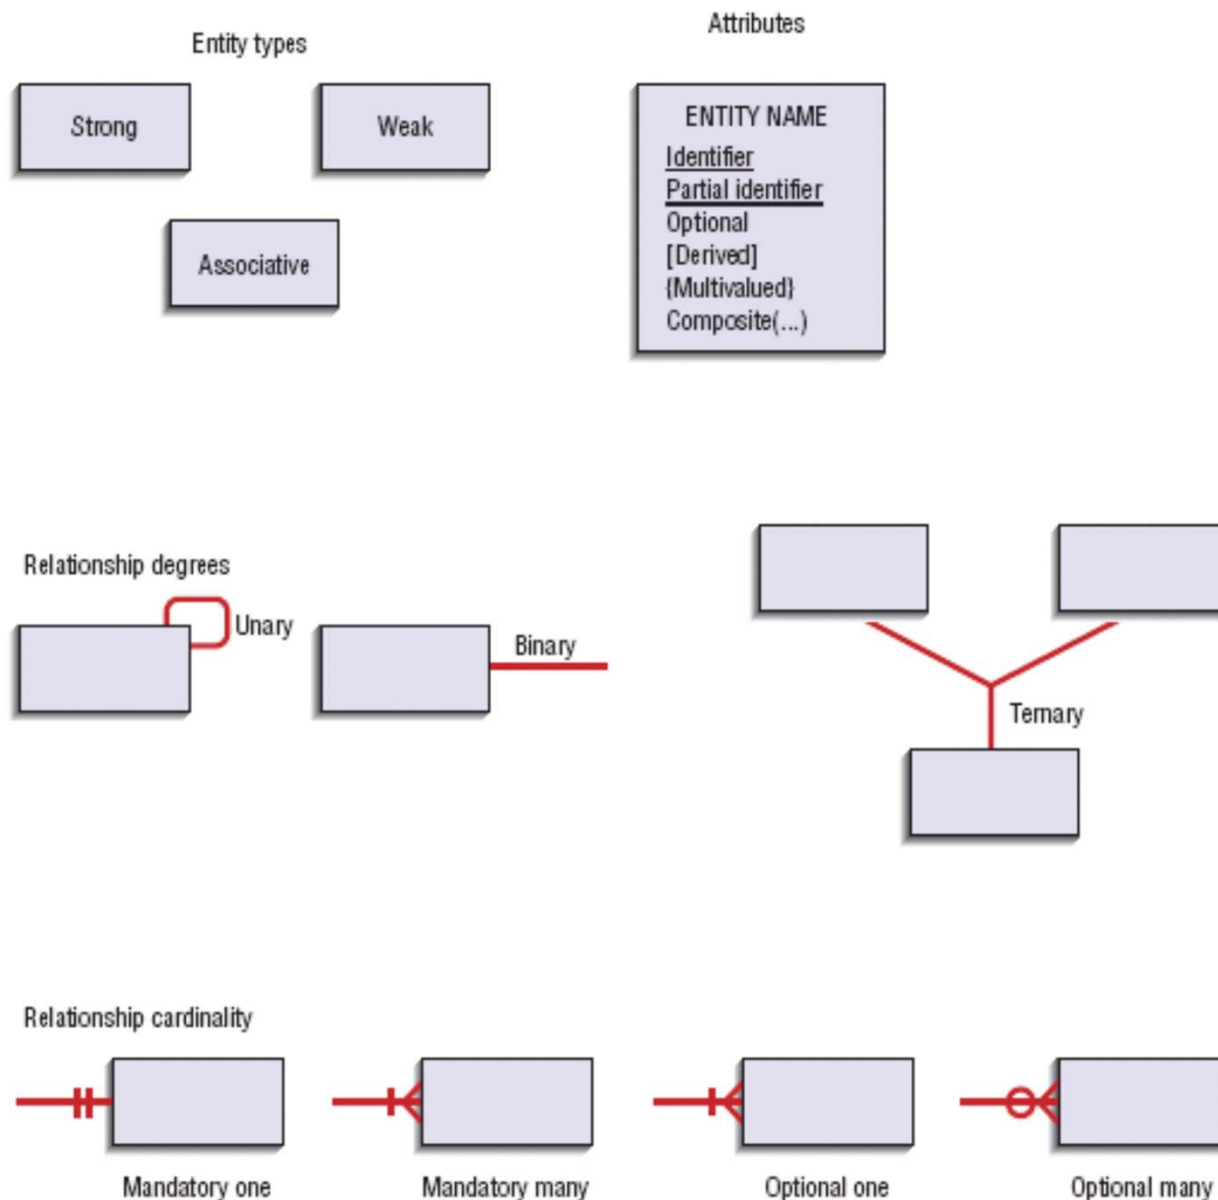 Entity types
Attributes
Strong
Weak
Associative
ENTITY NAME
Identifier
Partial identifier
Optional
[Derived]
{Multivalued}
Composite(...)
Relationship degrees
Unary
Binary
Ternary
Relationship cardinality
Mandatory one
Mandatory many
Optional one
Optional many